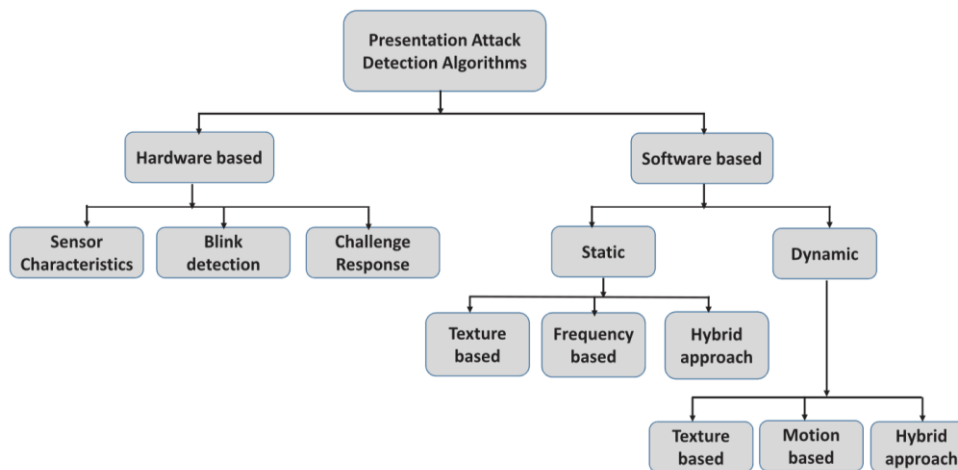 Presentation Attack
Detection Algorithms
Hardware based
Software based
Sensor
Characteristics
Blink
detection
Challenge
Response
Static
Dynamic
Texture
based
Frequency
based
Hybrid
approach
Texture
based
Motion
based
Hybrid
approach